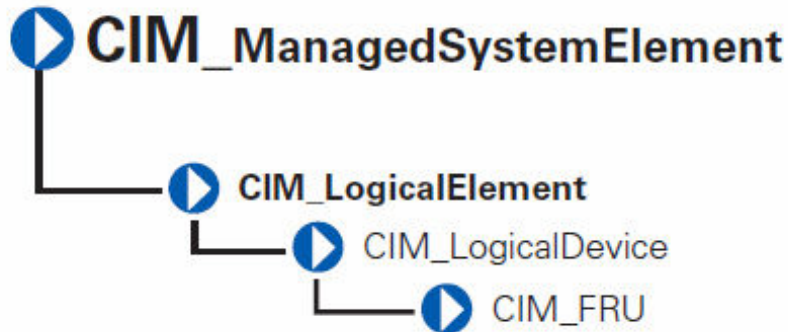 CIM_ManagedSystemElement
CIM_LogicalElement
CIM_LogicalDevice
CIM_FRU